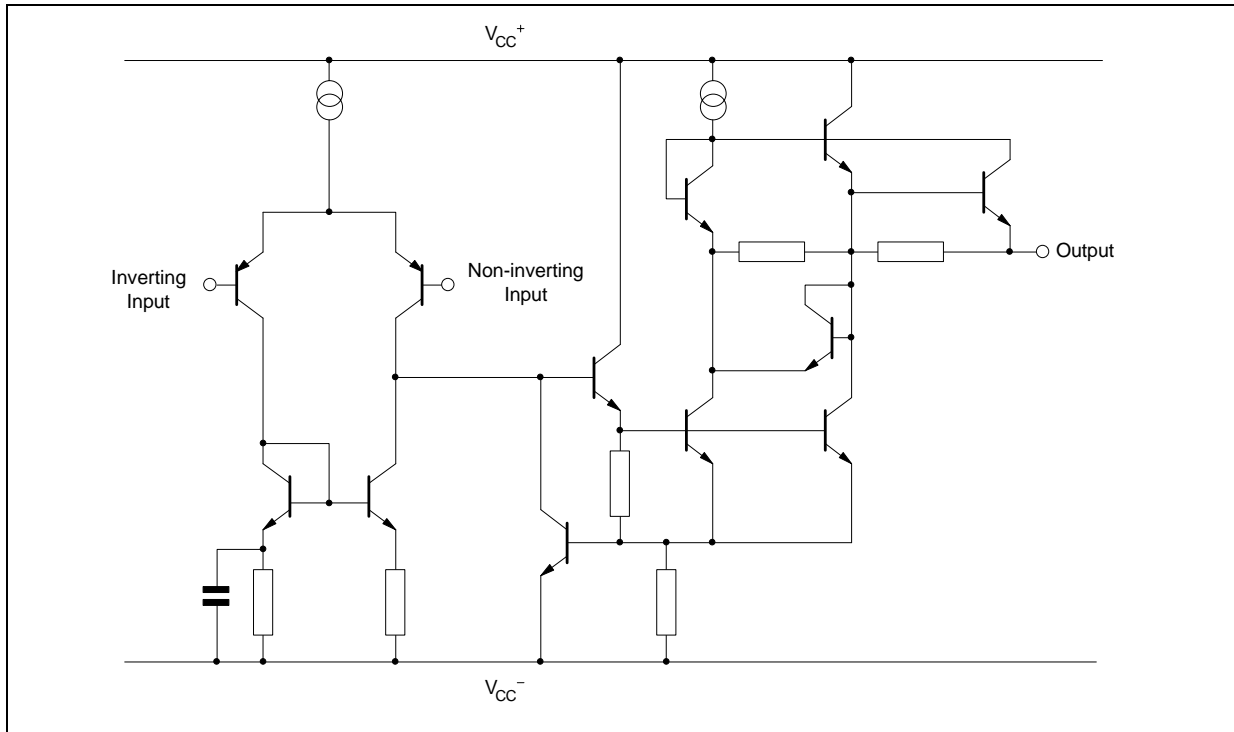 VCC+
Inverting
Input
Non-inverting
Input
Output
VCC−